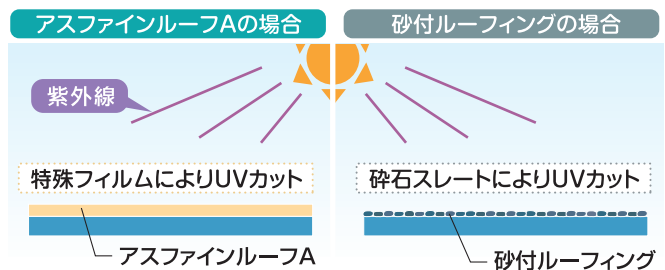 アスファインルーフAの場合
砂付ルーフィングの場合
紫外線
特殊フィルムによりUVカット
砕石スレートによりUVカット
アスファインルーフA
砂付ルーフィング